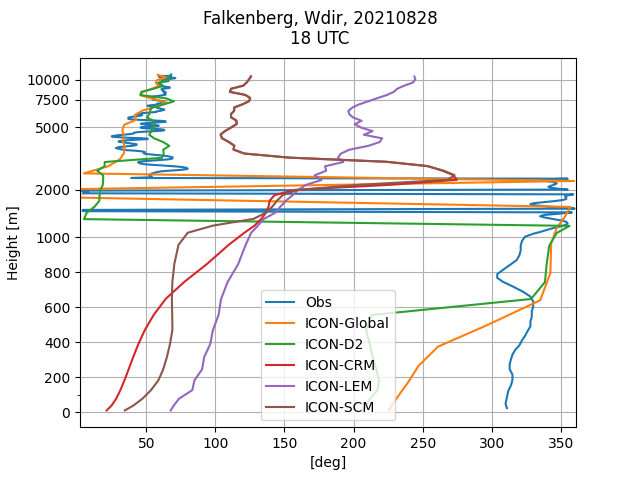 Falkenberg, Wdir, 20210828
18 UTC
10000
7500
5000
2000
1000
800
600
400
200
0
Height [m]
Obs
ICON-Global
ICON-D2
ICON-CRM
ICON-LEM
ICON-SCM
50 100 150 200 250 300 350
[deg]